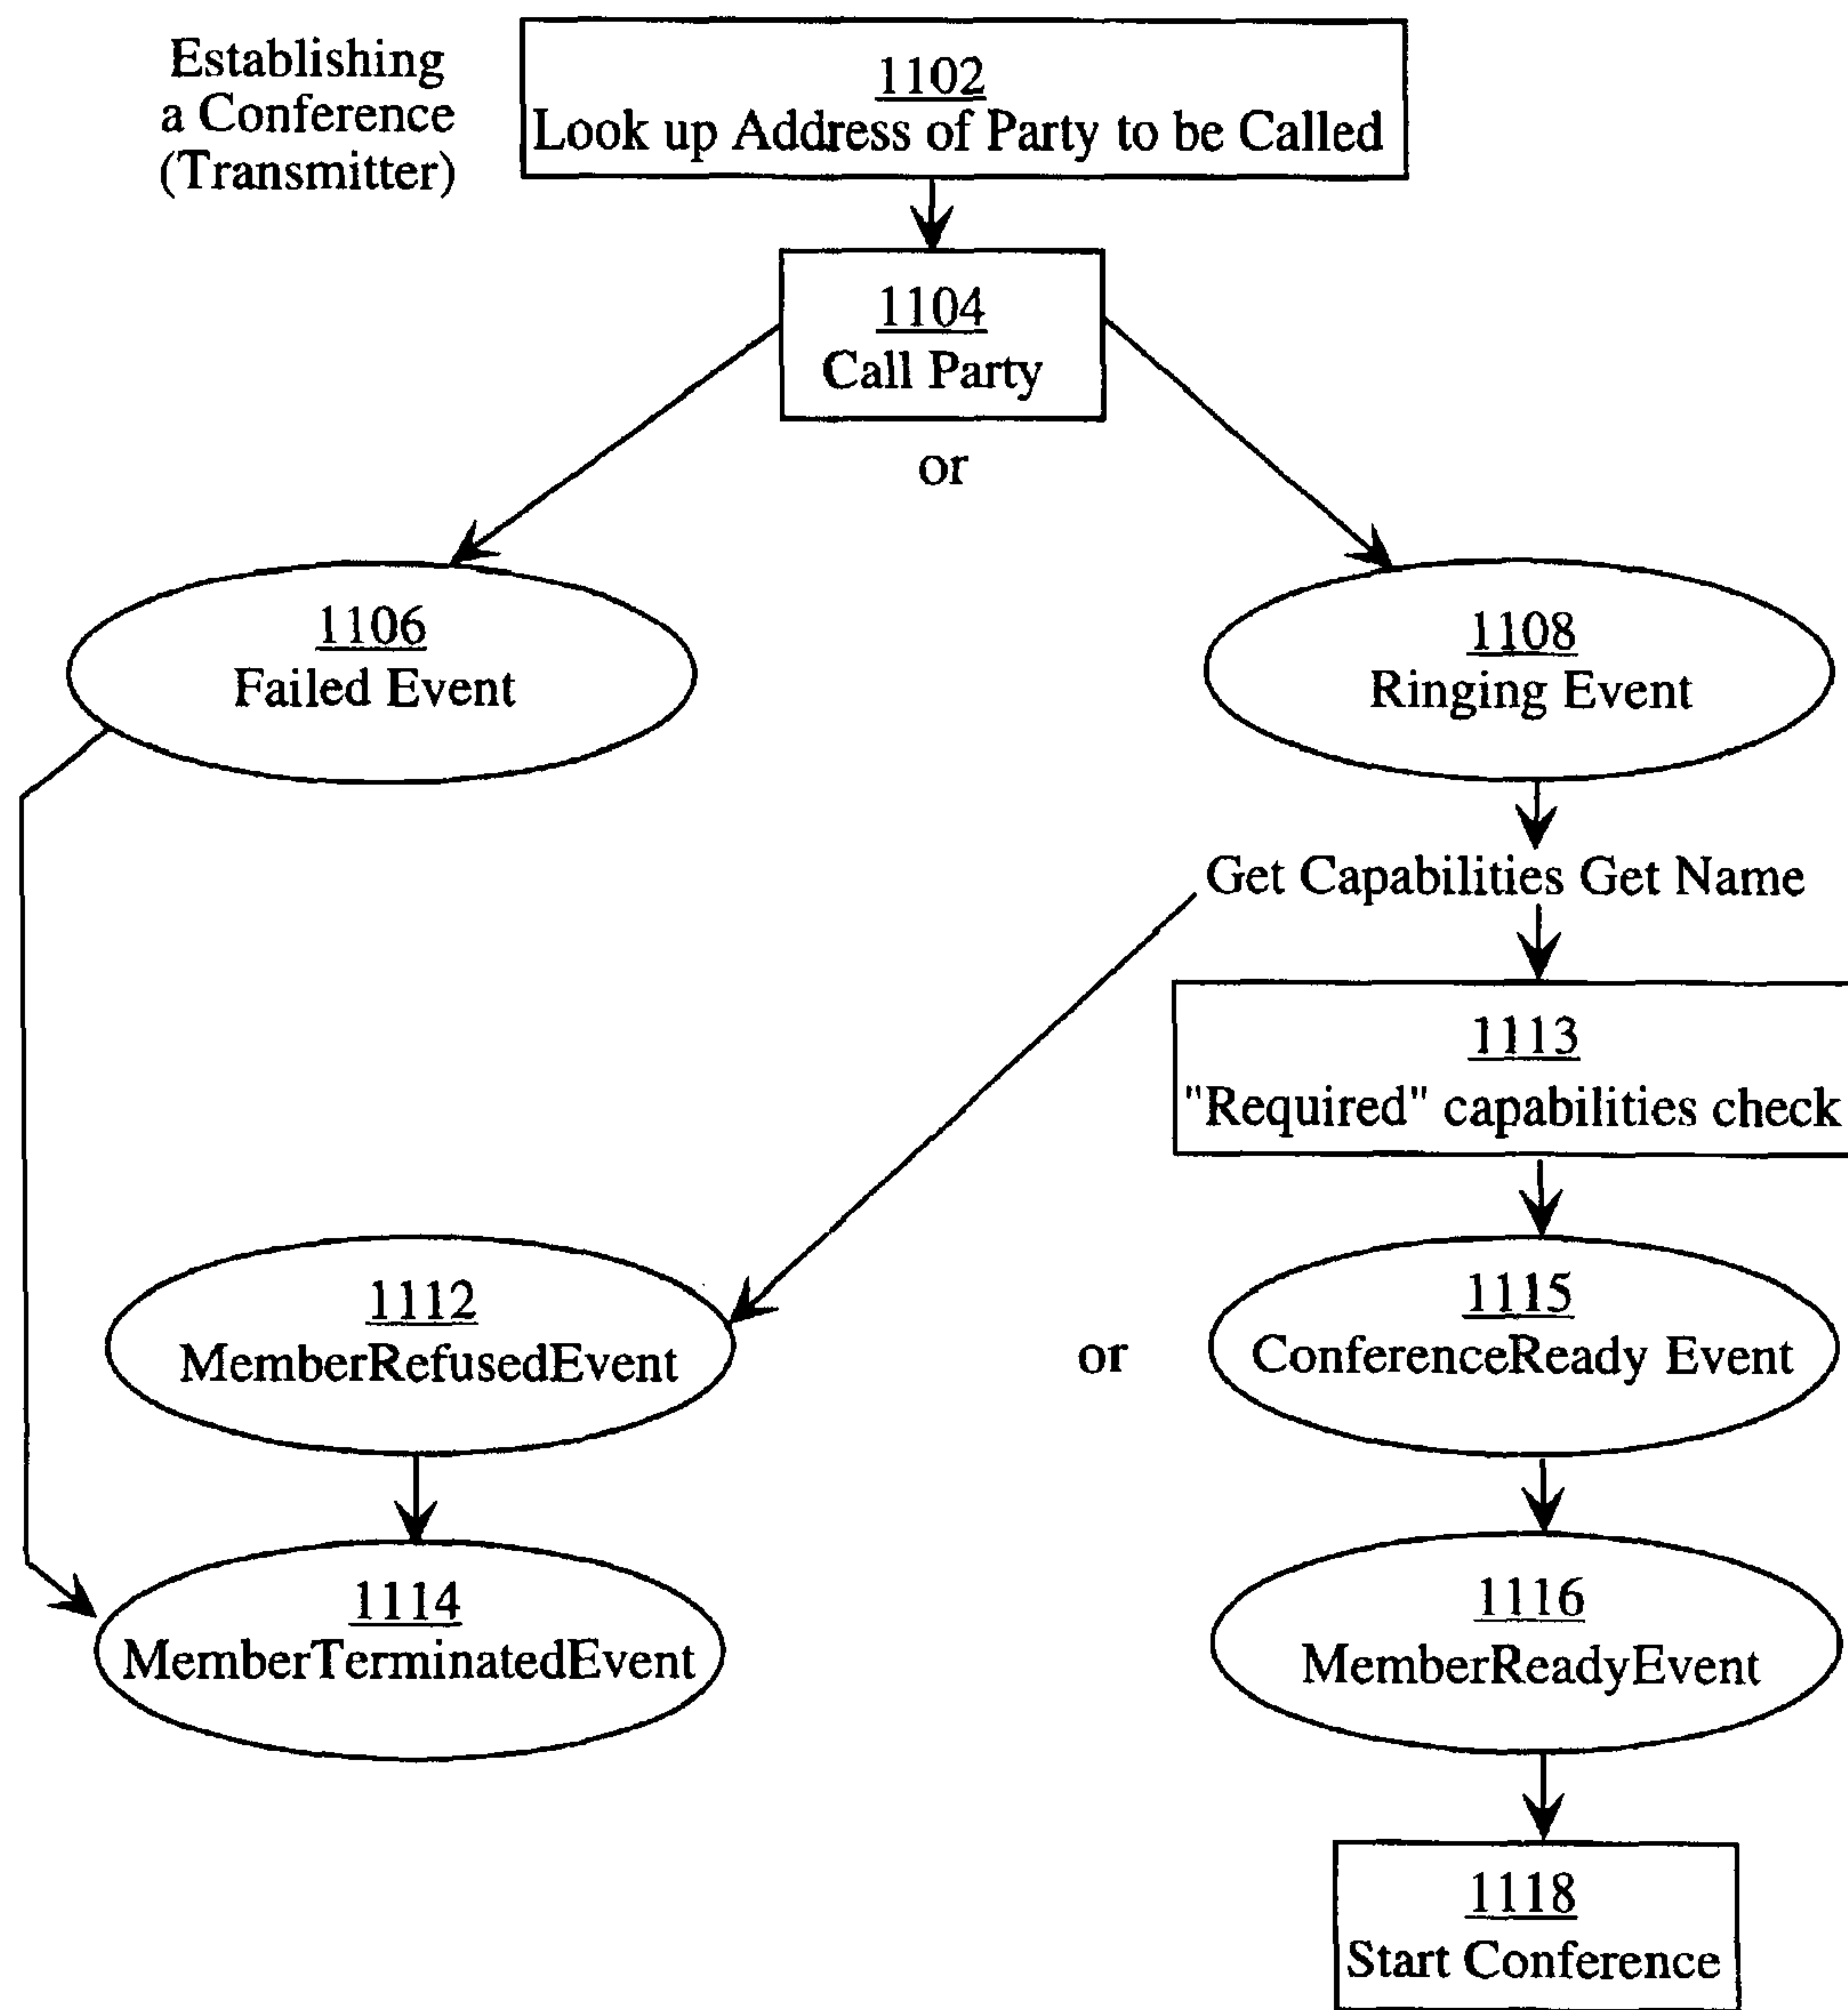 Establishing
a Conference
(Transmitter)
1102
Look up Address of Party to be Called
1104
Call Party
or
1106
Failed Event
1108
Ringing Event
Get Capabilities Get Name
1113
"Required" capabilities check
1112
MemberRefusedEvent
or
1115
ConferenceReady Event
1114
MemberTerminatedEvent
1116
MemberReadyEvent
1118
Start Conference